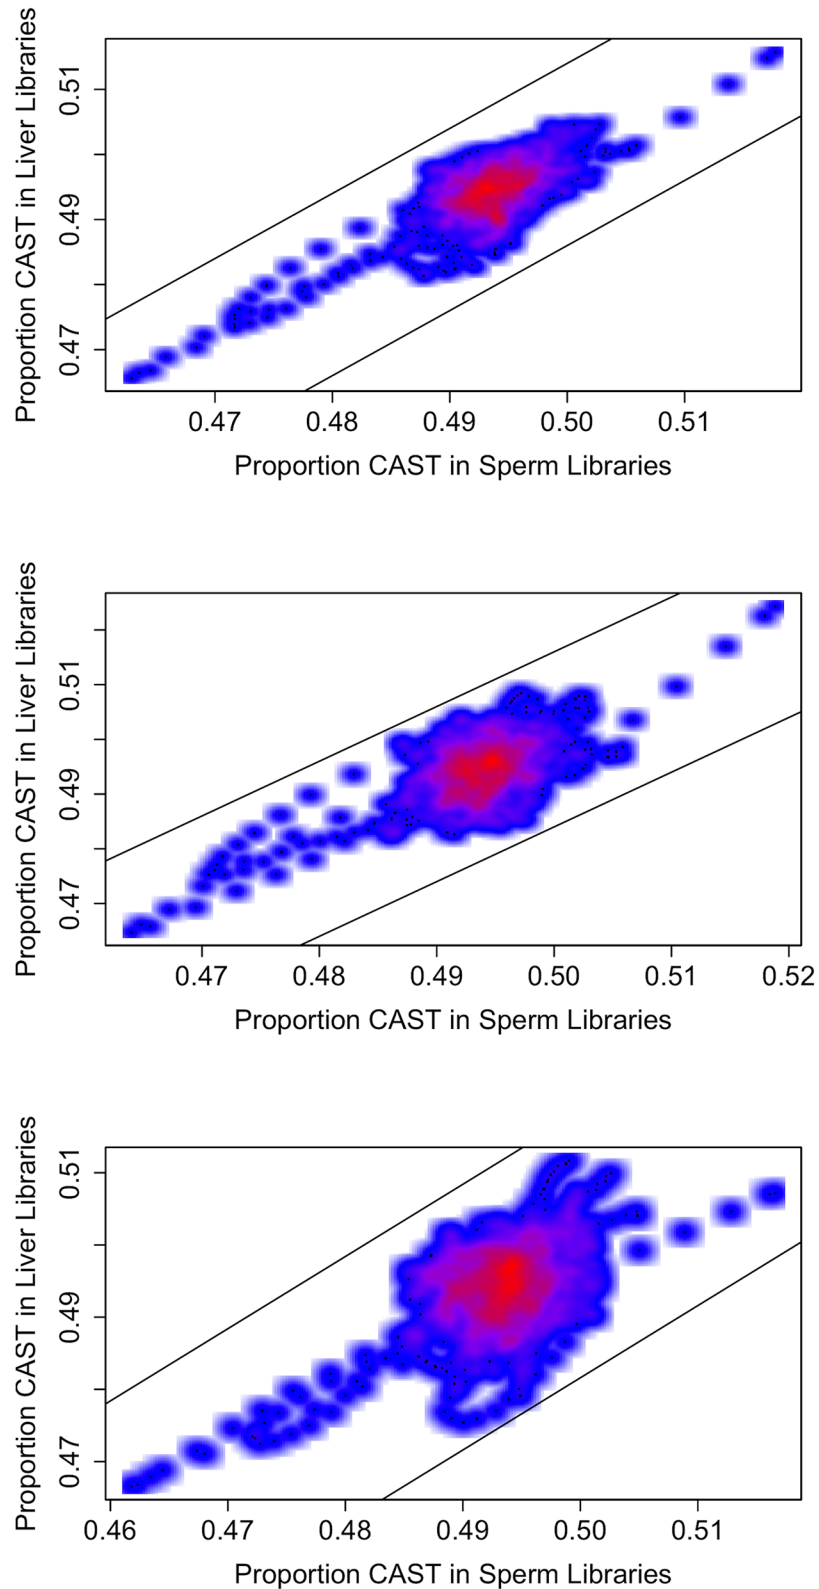 Proportion CAST in Liver Libraries
0.51
0.49
0.47
0.47 0.48 0.49 0.50 0.51
Proportion CAST in Sperm Libraries
Proportion CAST in Liver Libraries
0.51
0.49
0.47
0.47 0.48 0.49 0.50 0.51 0.52
Proportion CAST in Sperm Libraries
Proportion CAST in Liver Libraries
0.51
0.49
0.47
0.46 0.47 0.48 0.49 0.50 0.51
Proportion CAST in Sperm Libraries